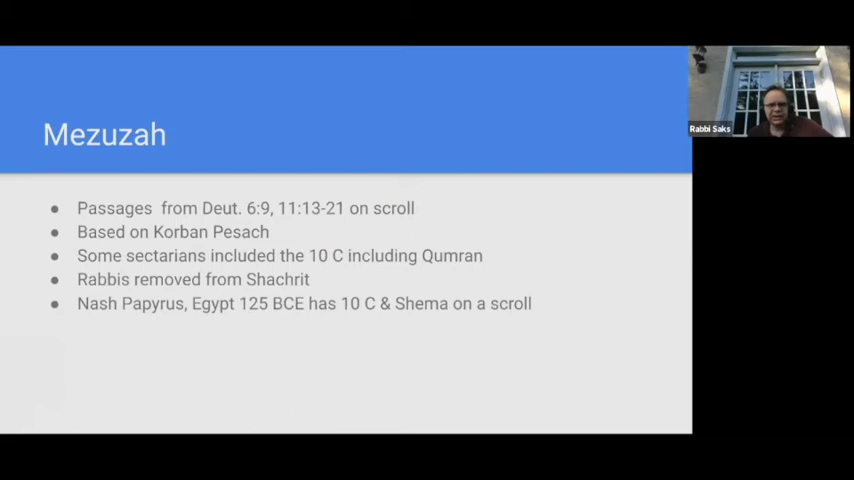 Mezuzah
Rabbi Saks
● Passages from Deut. 6:9, 11:13-21 on scroll
● Based on Korban Pesach
● Some sectarians included the 10 C including Qumran
● Rabbis removed from Shachrit
● Nash Papyrus, Egypt 125 BCE has 10 C & Shema on a scroll